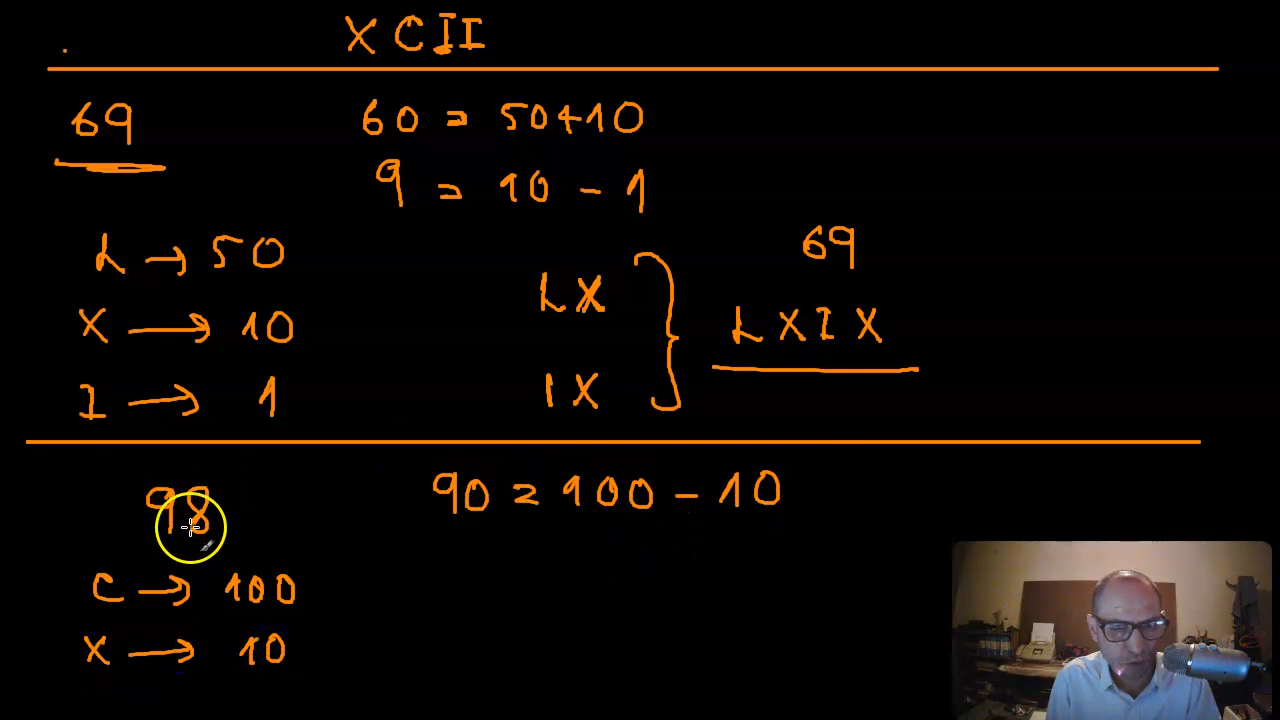 XCII
69
60 = 50+10
9 = 10 - 1
L → 50
X → 10
I → 1
LX
IX
69
LXIX
98
90 = 100 - 10
C → 100
X → 10